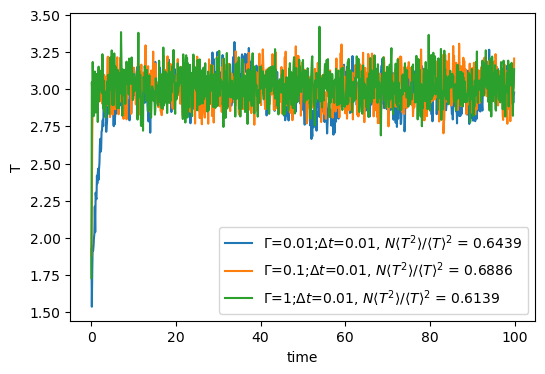 3.50
3.25
3.00
2.75
2.50
2.25
2.00
1.75
1.50
T
Γ=0.01;Δt=0.01, N⟨T²⟩/⟨T⟩² = 0.6439
Γ=0.1;Δt=0.01, N⟨T²⟩/⟨T⟩² = 0.6886
Γ=1;Δt=0.01, N⟨T²⟩/⟨T⟩² = 0.6139
0 20 40 60 80 100
time